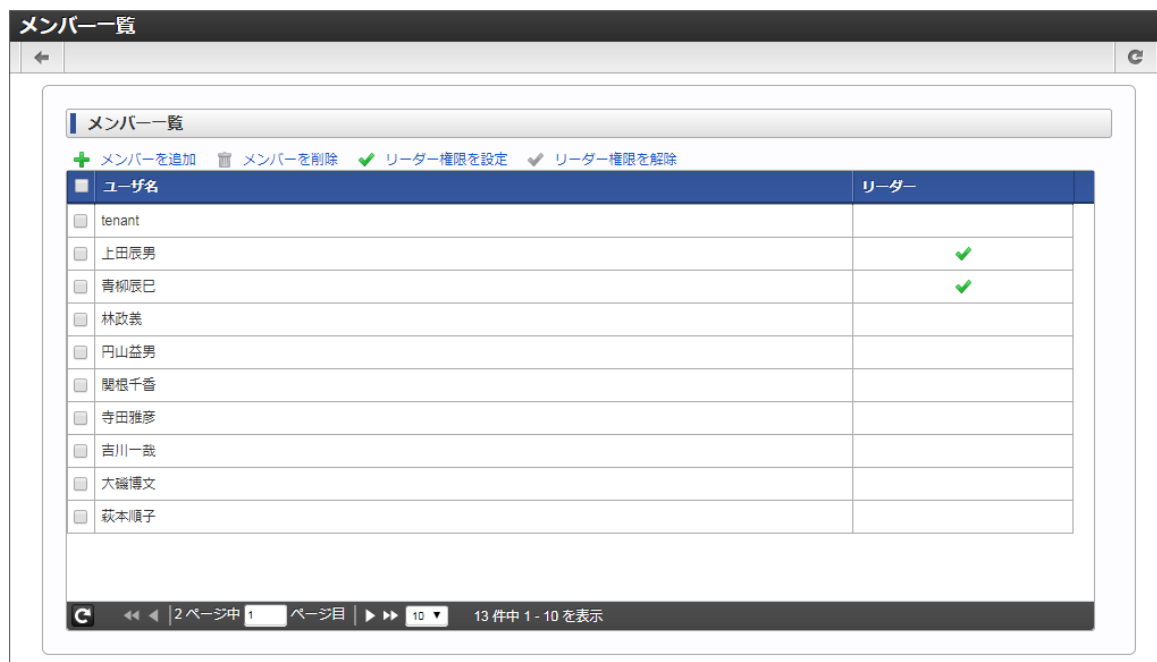 メンバー一覧
メンバー一覧
メンバーを追加 メンバーを削除 リーダー権限を設定 リーダー権限を解除
ユーザ名 リーダー
tenant
上田辰男
青柳辰巳
林政義
円山益男
関根千香
寺田雅彦
吉川一哉
大磯博文
萩本順子
2 ページ中 1 ページ目 10 13 件中 1 - 10 を表示